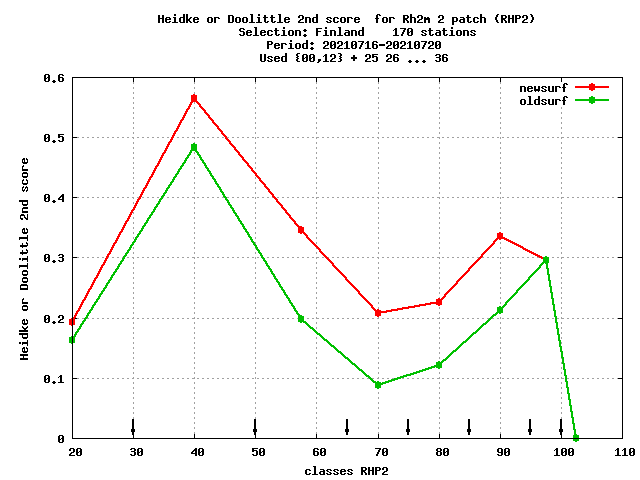 Heidke or Doolittle 2nd score  for Rh2m 2 patch (RHP2)
Selection: Finland    170 stations
Period: 20210716-20210720
Used {00,12} + 25 26 ... 36
newsurf
oldsurf
0.6
0.5
0.4
0.3
0.2
0.1
0
Heidke or Doolittle 2nd score
20 30 40 50 60 70 80 90 100 110
classes RHP2